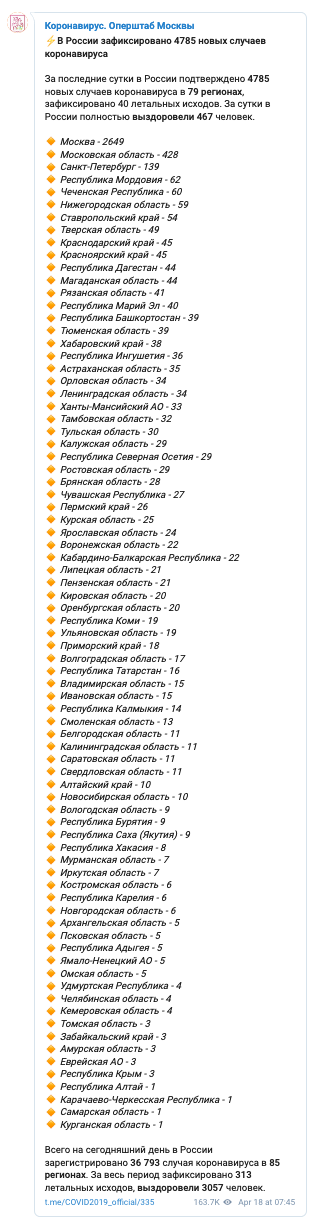 Коронавирус. Оперштаб Москвы
⚡В России зафиксировано 4785 новых случаев
коронавируса
За последние сутки в России подтверждено 4785
новых случаев коронавируса в 79 регионах,
зафиксировано 40 летальных исходов. За сутки в
России полностью выздоровели 467 человек.
🔸 Москва - 2649
🔸 Московская область - 428
🔸 Санкт-Петербург - 139
🔸 Республика Мордовия - 62
🔸 Чеченская Республика - 60
🔸 Нижегородская область - 59
🔸 Ставропольский край - 54
🔸 Тверская область - 49
🔸 Краснодарский край - 45
🔸 Красноярский край - 45
🔸 Республика Дагестан - 44
🔸 Магаданская область - 44
🔸 Рязанская область - 41
🔸 Республика Марий Эл - 40
🔸 Республика Башкортостан - 39
🔸 Тюменская область - 39
🔸 Хабаровский край - 38
🔸 Республика Ингушетия - 36
🔸 Астраханская область - 35
🔸 Орловская область - 34
🔸 Ленинградская область - 34
🔸 Ханты-Мансийский АО - 33
🔸 Тамбовская область - 32
🔸 Тульская область - 30
🔸 Калужская область - 29
🔸 Республика Северная Осетия - 29
🔸 Ростовская область - 29
🔸 Брянская область - 28
🔸 Чувашская Республика - 27
🔸 Пермский край - 26
🔸 Курская область - 25
🔸 Ярославская область - 24
🔸 Воронежская область - 22
🔸 Кабардино-Балкарская Республика - 22
🔸 Липецкая область - 21
🔸 Пензенская область - 21
🔸 Кировская область - 20
🔸 Оренбургская область - 20
🔸 Республика Коми - 19
🔸 Ульяновская область - 19
🔸 Приморский край - 18
🔸 Волгоградская область - 17
🔸 Республика Татарстан - 16
🔸 Владимирская область - 15
🔸 Ивановская область - 15
🔸 Республика Калмыкия - 14
🔸 Смоленская область - 13
🔸 Белгородская область - 11
🔸 Калининградская область - 11
🔸 Саратовская область - 11
🔸 Свердловская область - 11
🔸 Алтайский край - 10
🔸 Новосибирская область - 10
🔸 Вологодская область - 9
🔸 Республика Бурятия - 9
🔸 Республика Саха (Якутия) - 9
🔸 Республика Хакасия - 8
🔸 Мурманская область - 7
🔸 Иркутская область - 7
🔸 Костромская область - 6
🔸 Республика Карелия - 6
🔸 Новгородская область - 6
🔸 Архангельская область - 5
🔸 Псковская область - 5
🔸 Республика Адыгея - 5
🔸 Ямало-Ненецкий АО - 5
🔸 Омская область - 5
🔸 Удмуртская Республика - 4
🔸 Челябинская область - 4
🔸 Кемеровская область - 4
🔸 Томская область - 3
🔸 Забайкальский край - 3
🔸 Амурская область - 3
🔸 Еврейская АО - 3
🔸 Республика Крым - 3
🔸 Республика Алтай - 1
🔸 Карачаево-Черкесская Республика - 1
🔸 Самарская область - 1
🔸 Курганская область - 1
Всего на сегодняшний день в России
зарегистрировано 36 793 случая коронавируса в 85
регионах. За весь период зафиксировано 313
летальных исходов, выздоровели 3057 человек.
t.me/COVID2019_official/335 163.7K Apr 18 at 07:45